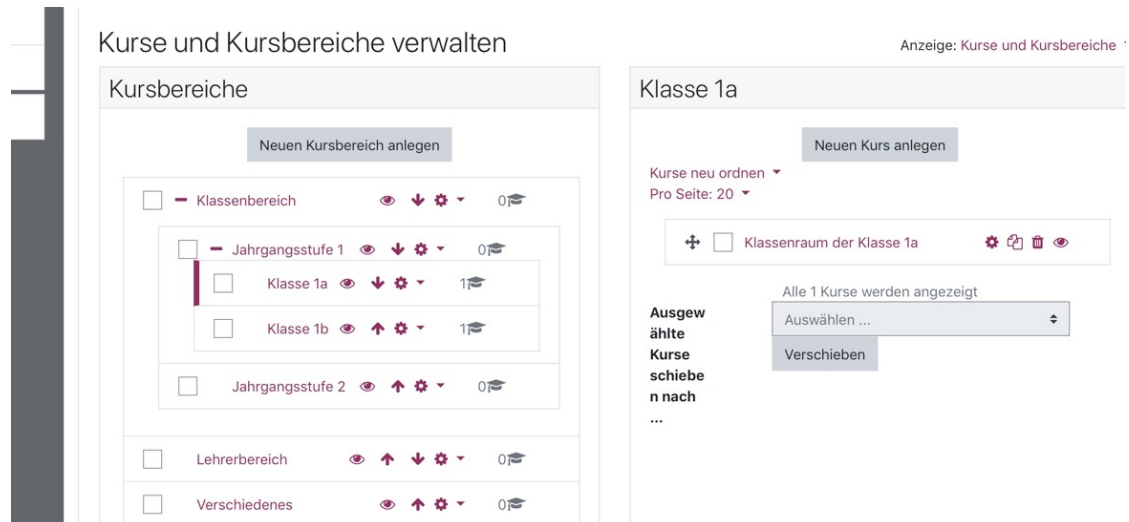 Kurse und Kursbereiche verwalten
Anzeige: Kurse und Kursbereiche
Kursbereiche
Neuen Kursbereich anlegen
Klassenbereich 0
Jahrgangsstufe 1 0
Klasse 1a 1
Klasse 1b 1
Jahrgangsstufe 2 0
Lehrerbereich 0
Verschiedenes 0
Klasse 1a
Neuen Kurs anlegen
Kurse neu ordnen
Pro Seite: 20
Klassenraum der Klasse 1a
Alle 1 Kurse werden angezeigt
Ausgew
ählte
Kurse
schiebe
n nach
...
Auswählen ...
Verschieben